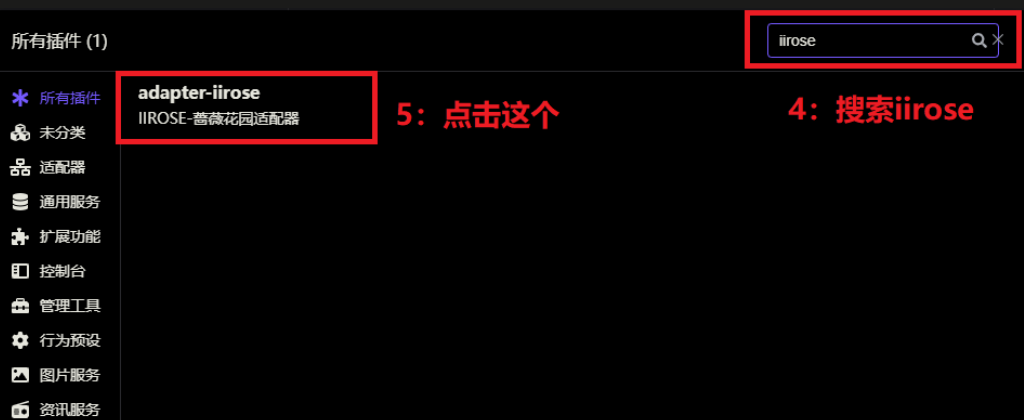 所有插件 (1)
iirose
所有插件
adapter-iirose
IIROSE-蔷薇花园适配器
5：点击这个
4：搜索iirose
未分类
适配器
通用服务
扩展功能
控制台
管理工具
行为预设
图片服务
资讯服务